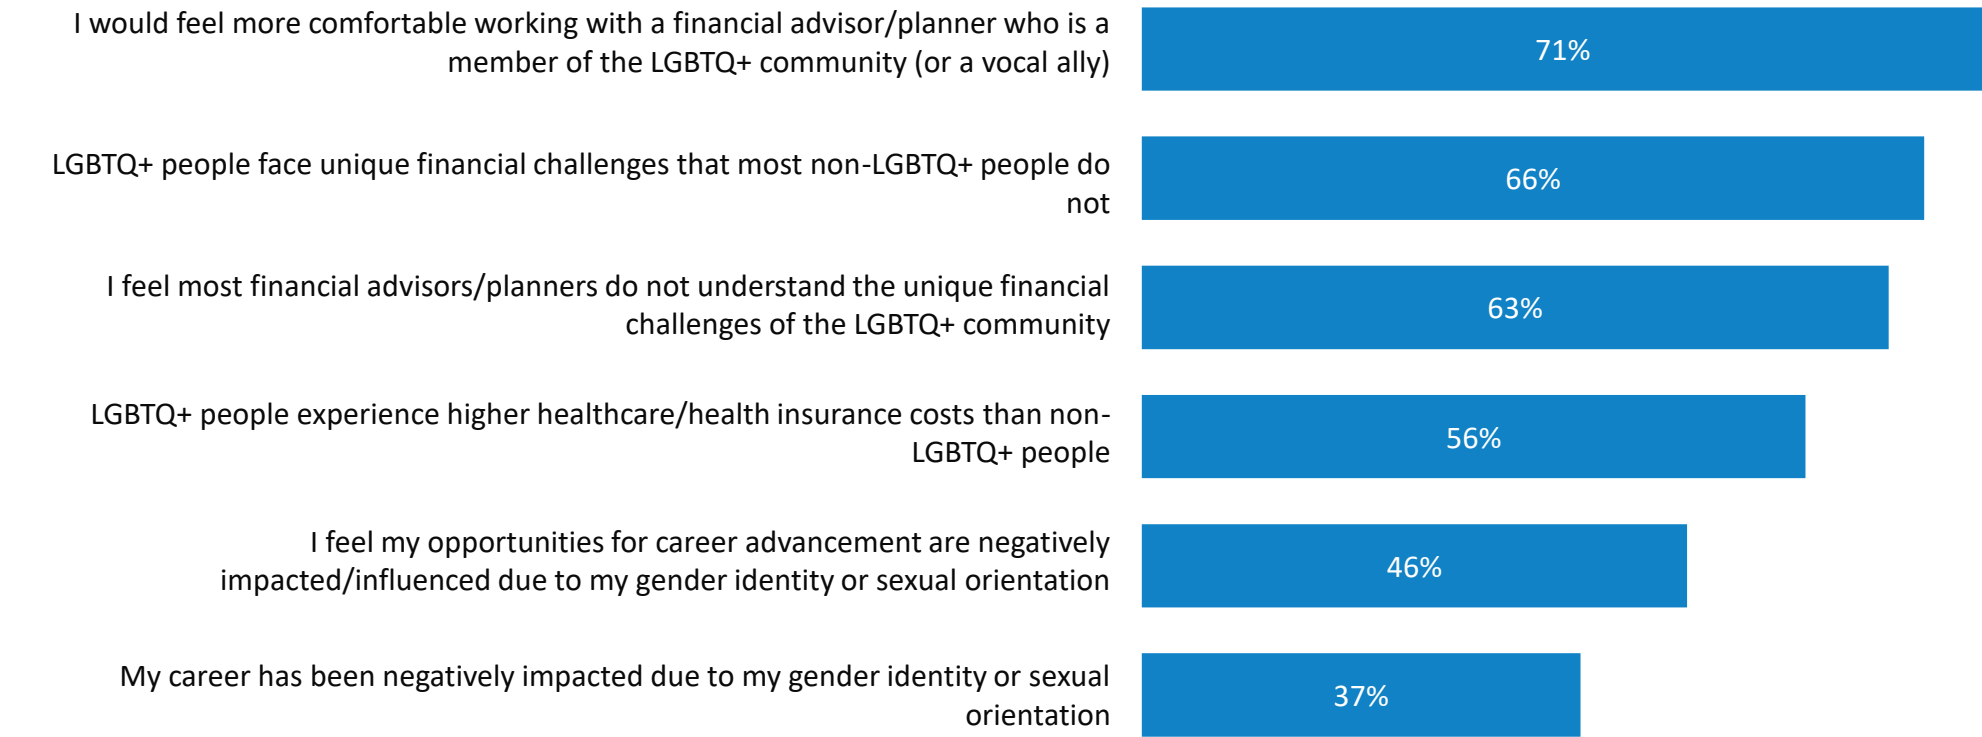 I would feel more comfortable working with a financial advisor/planner who is a
member of the LGBTQ+ community (or a vocal ally)
71%
LGBTQ+ people face unique financial challenges that most non-LGBTQ+ people do
not
66%
I feel most financial advisors/planners do not understand the unique financial
challenges of the LGBTQ+ community
63%
LGBTQ+ people experience higher healthcare/health insurance costs than non-
LGBTQ+ people
56%
I feel my opportunities for career advancement are negatively
impacted/influenced due to my gender identity or sexual orientation
46%
My career has been negatively impacted due to my gender identity or sexual
orientation
37%